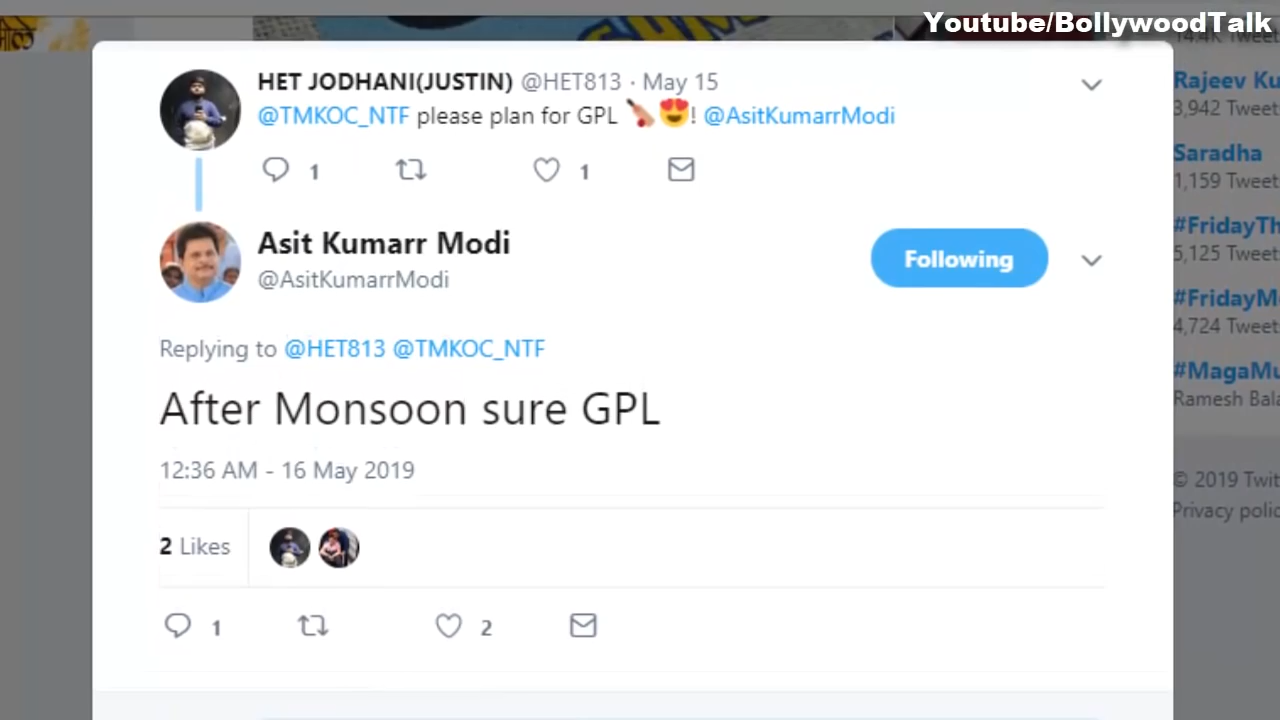 Youtube/BollywoodTalk
HET JODHANI(JUSTIN) @HET813 · May 15
@TMKOC_NTF please plan for GPL 🏏😍! @AsitKumarrModi
1 1
Asit Kumarr Modi
@AsitKumarrModi
Following
Replying to @HET813 @TMKOC_NTF
After Monsoon sure GPL
12:36 AM - 16 May 2019
2 Likes
1 2
14.4K Tweet
Rajeev Ku
3,942 Tweet
Saradha
1,159 Tweet
#FridayTh
5,125 Tweet
#FridayM
4,724 Tweet
#MagaMu
Ramesh Bala
© 2019 Twit
Privacy polic